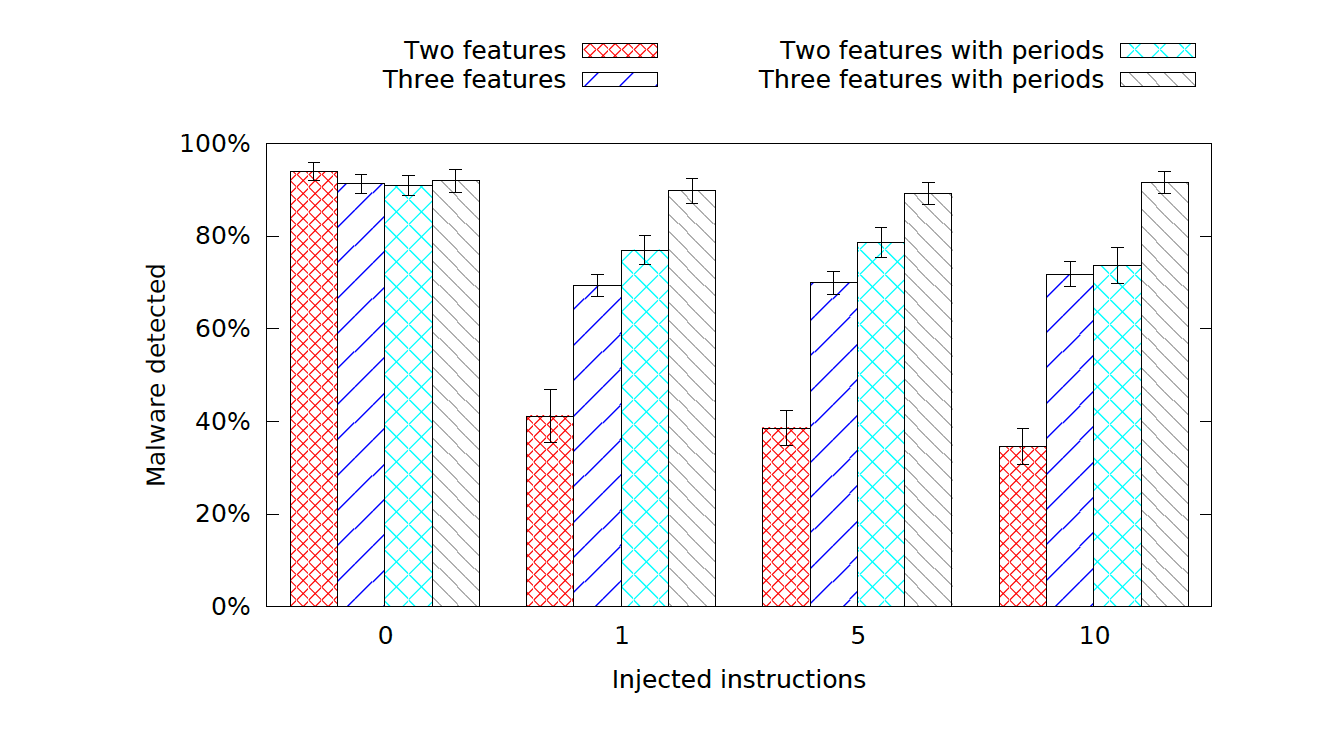 Two features
Three features
Two features with periods
Three features with periods
100%
80%
60%
40%
20%
0%
Malware detected
0 1 5 10
Injected instructions